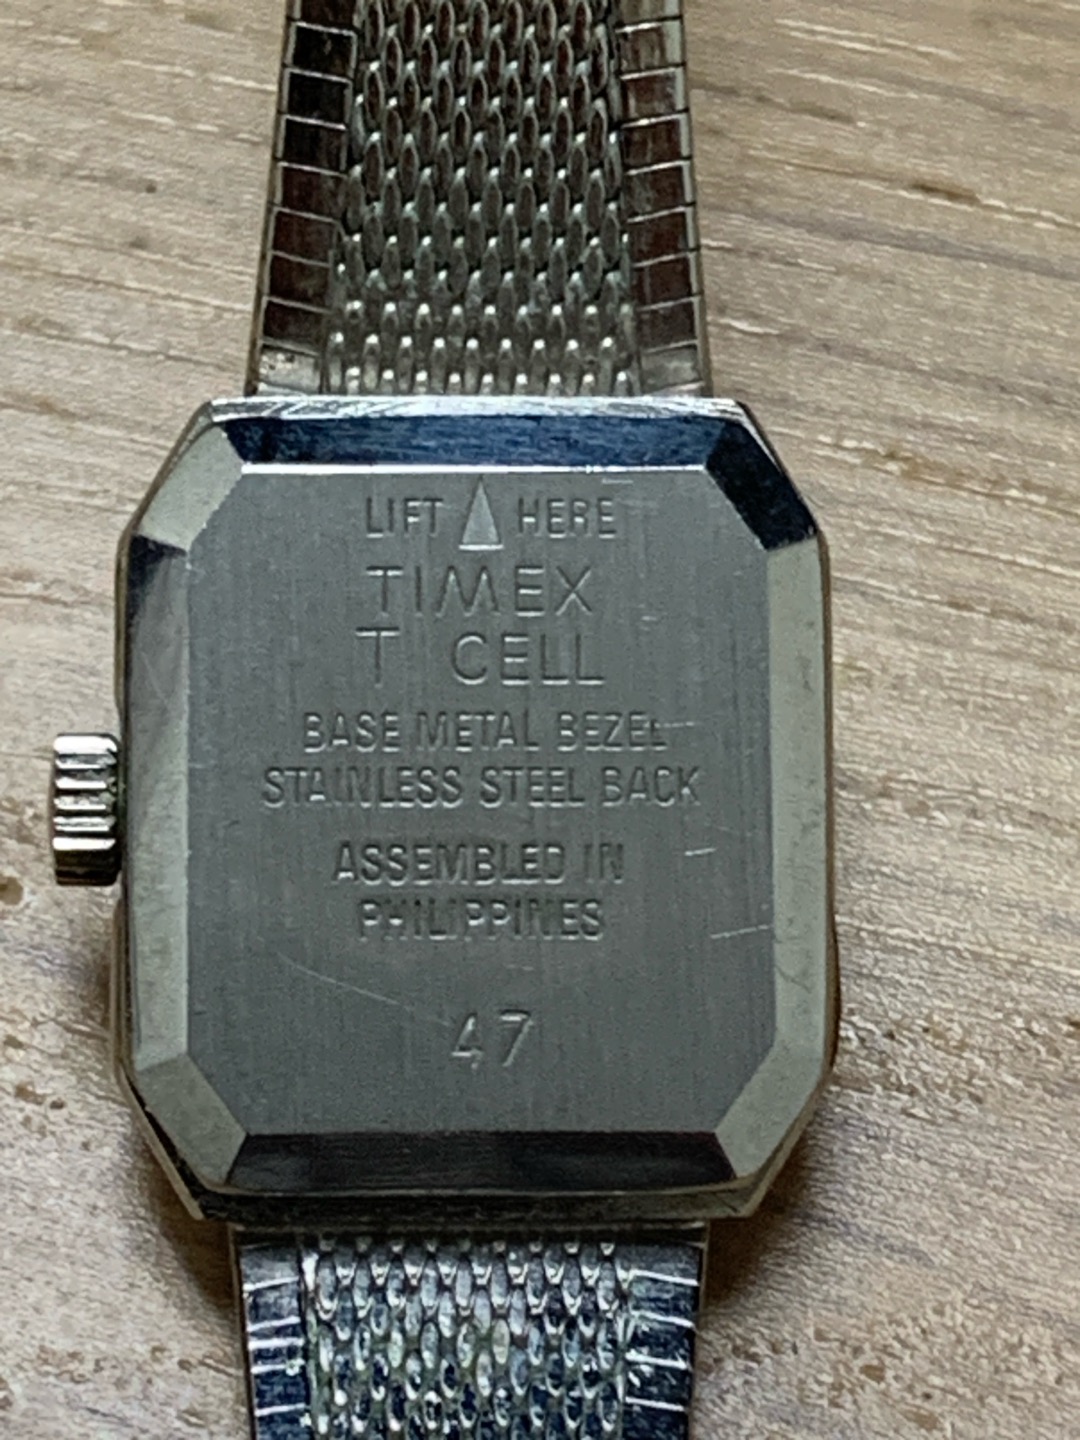 LIFT HERE
TIMEX
T CELL
BASE METAL BEZEL
STAINLESS STEEL BACK
ASSEMBLED IN
PHILIPPINES
47